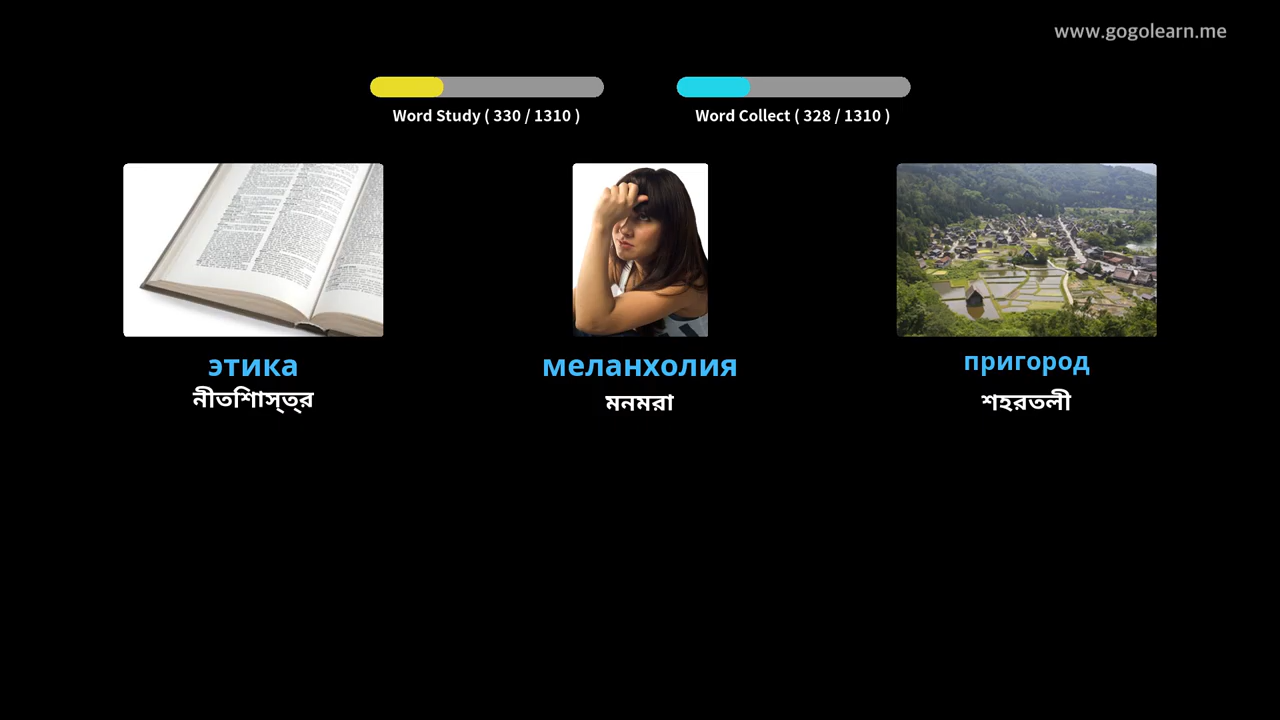 www.gogolearn.me
Word Study ( 330 / 1310 )
Word Collect ( 328 / 1310 )
этика
меланхолия
пригород
নীতিশাস্ত্র
মনমরা
শহরতলী